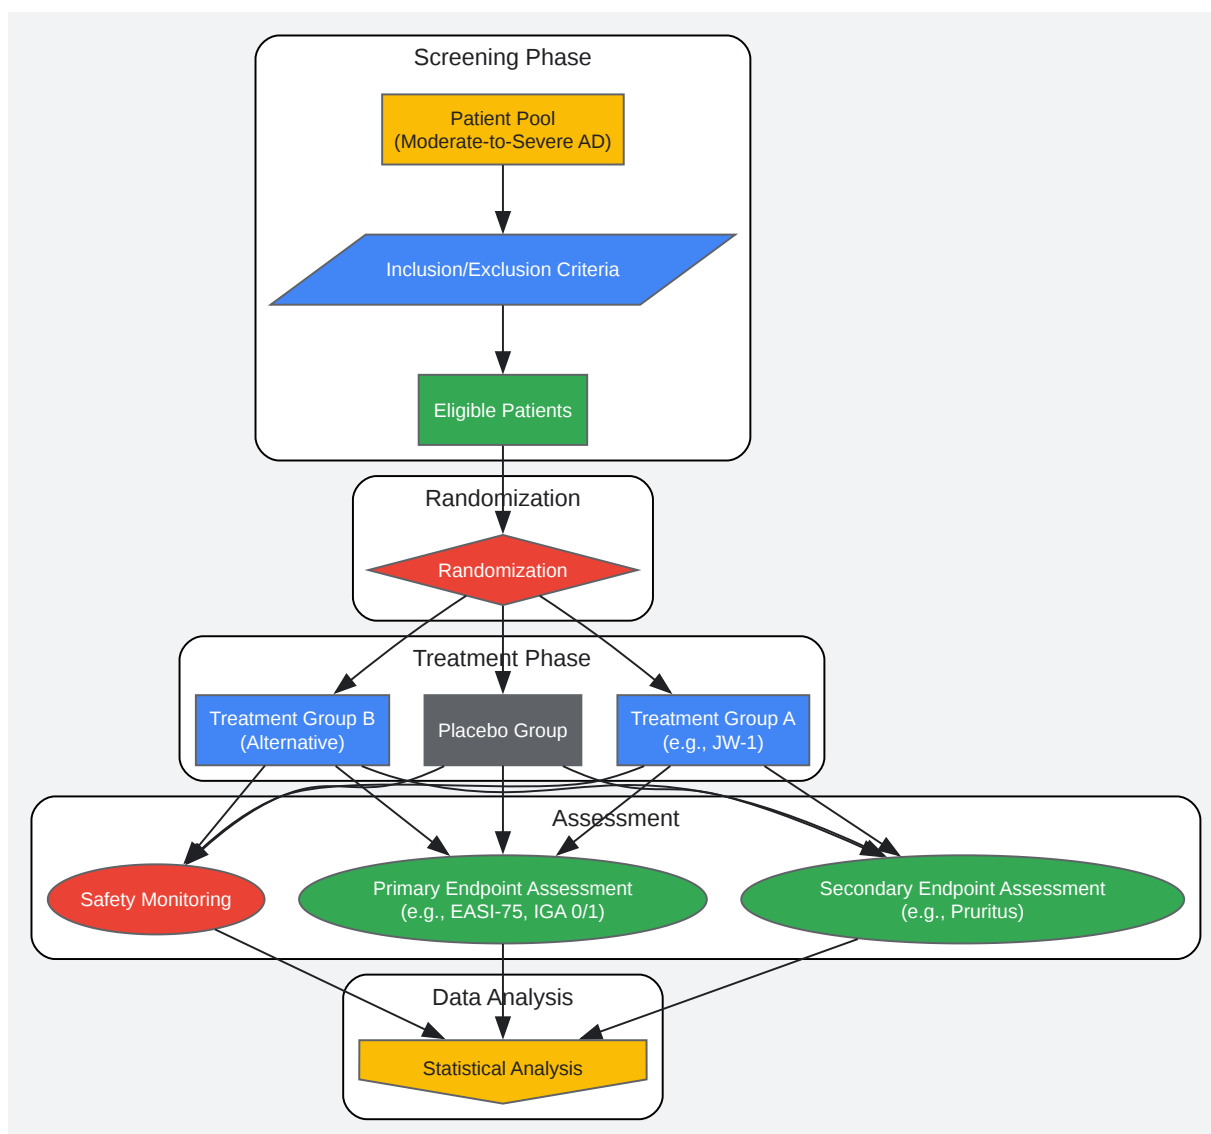 Screening Phase
Patient Pool
(Moderate-to-Severe AD)
Inclusion/Exclusion Criteria
Eligible Patients
Randomization
Randomization
Treatment Phase
Treatment Group B
(Alternative)
Placebo Group
Treatment Group A
(e.g., JW-1)
Assessment
Safety Monitoring
Primary Endpoint Assessment
(e.g., EASI-75, IGA 0/1)
Secondary Endpoint Assessment
(e.g., Pruritus)
Data Analysis
Statistical Analysis